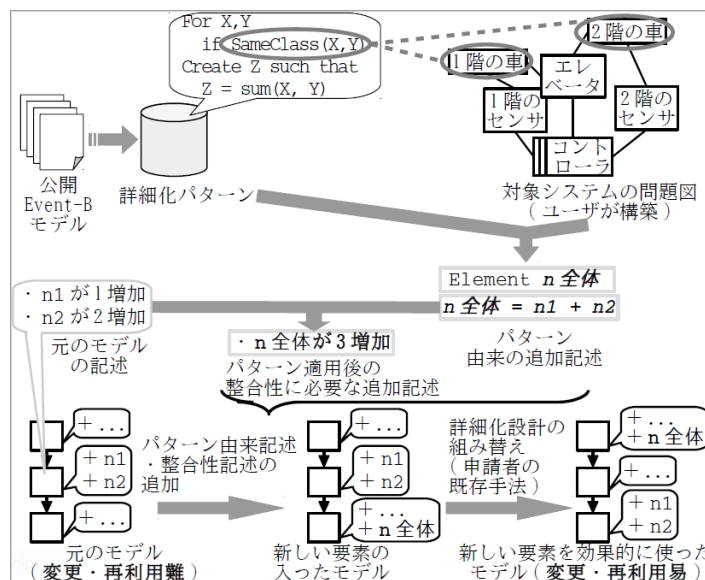 For X,Y
if SameClass(X,Y)
Create Z such that
Z = sum(X, Y)
2階の車
1階の車
エレ
ベータ
1階の
センサ
2階の
センサ
コント
ローラ
公開
Event-B
モデル
詳細化パターン
対象システムの問題図
(ユーザが構築)
Element n全体
n全体 = n1 + n2
パターン
由来の追加記述
・n1が1増加
・n2が2増加
元のモデル
の記述
・n全体が3増加
パターン適用後の
整合性に必要な追加記述
+ ...
+ n1
+ n2
+ ...
元のモデル
(変更・再利用難)
パターン由来記述
・整合性記述の
追加
+ ...
+ n1
+ n2
+ ...
+ n全体
新しい要素の
入ったモデル
詳細化設計の
組み替え
(申請者の
既存手法)
+ ...
+ n全体
+ ...
+ n1
+ n2
新しい要素を効果的に使った
モデル(変更・再利用易)